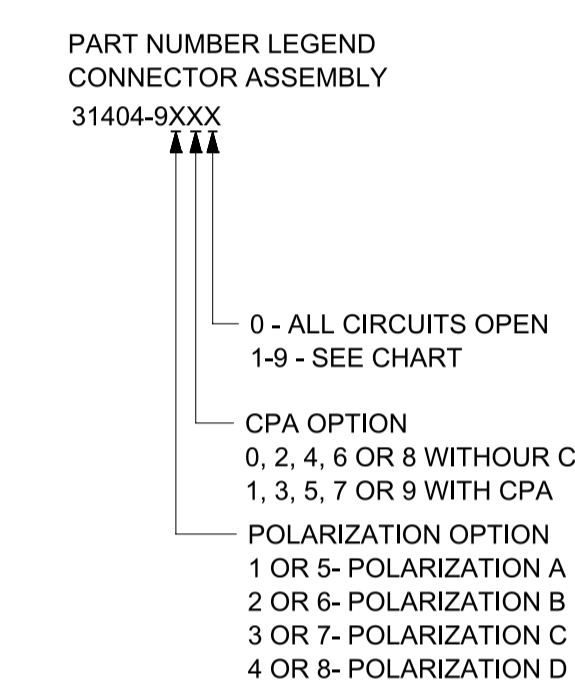 PART NUMBER LEGEND
CONNECTOR ASSEMBLY
31404-9XXX
0 - ALL CIRCUITS OPEN
1-9 - SEE CHART
CPA OPTION
0, 2, 4, 6 OR 8 WITHOUR C
1, 3, 5, 7 OR 9 WITH CPA
POLARIZATION OPTION
1 OR 5- POLARIZATION A
2 OR 6- POLARIZATION B
3 OR 7- POLARIZATION C
4 OR 8- POLARIZATION D